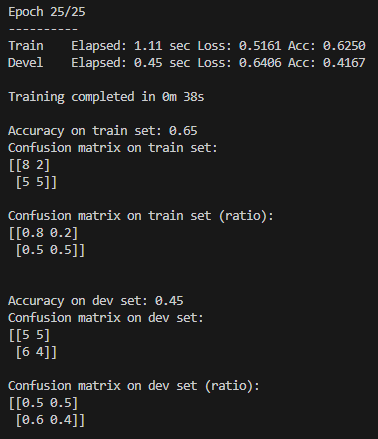 Epoch 25/25
----------
Train    Elapsed: 1.11 sec Loss: 0.5161 Acc: 0.6250
Devel    Elapsed: 0.45 sec Loss: 0.6406 Acc: 0.4167
Training completed in 0m 38s
Accuracy on train set: 0.65
Confusion matrix on train set:
[[8 2]
 [5 5]]
Confusion matrix on train set (ratio):
[[0.8 0.2]
 [0.5 0.5]]
Accuracy on dev set: 0.45
Confusion matrix on dev set:
[[5 5]
 [6 4]]
Confusion matrix on dev set (ratio):
[[0.5 0.5]
 [0.6 0.4]]